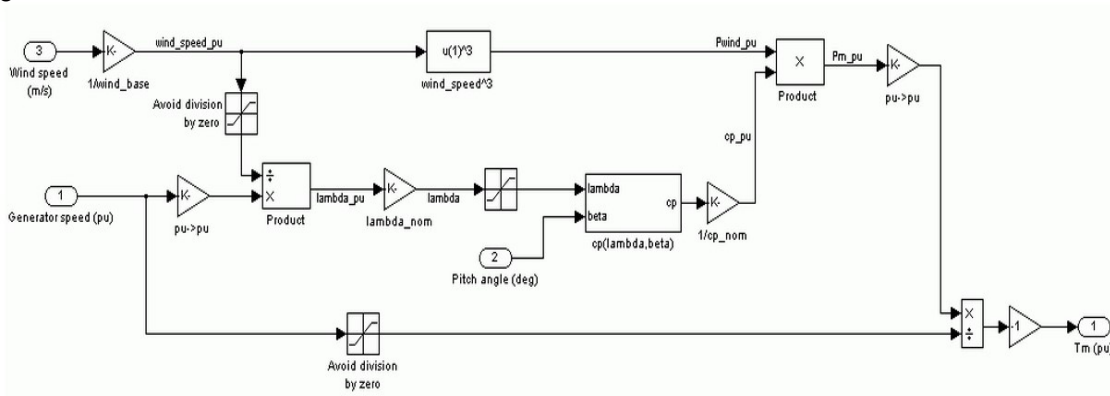 3
Wind speed
(m/s)
K-
1/wind_base
wind_speed_pu
u(1)^3
wind_speed^3
Pwind_pu
X
Product
Pm_pu
K-
pu->pu
Avoid division
by zero
cp_pu
1
Generator speed (pu)
K-
pu->pu
÷
X
Product
lambda_pu
K-
lambda_nom
lambda
lambda
beta
cp
cp(lambda,beta)
K-
1/cp_nom
2
Pitch angle (deg)
Avoid division
by zero
X
÷
-1
1
Tm (pu)